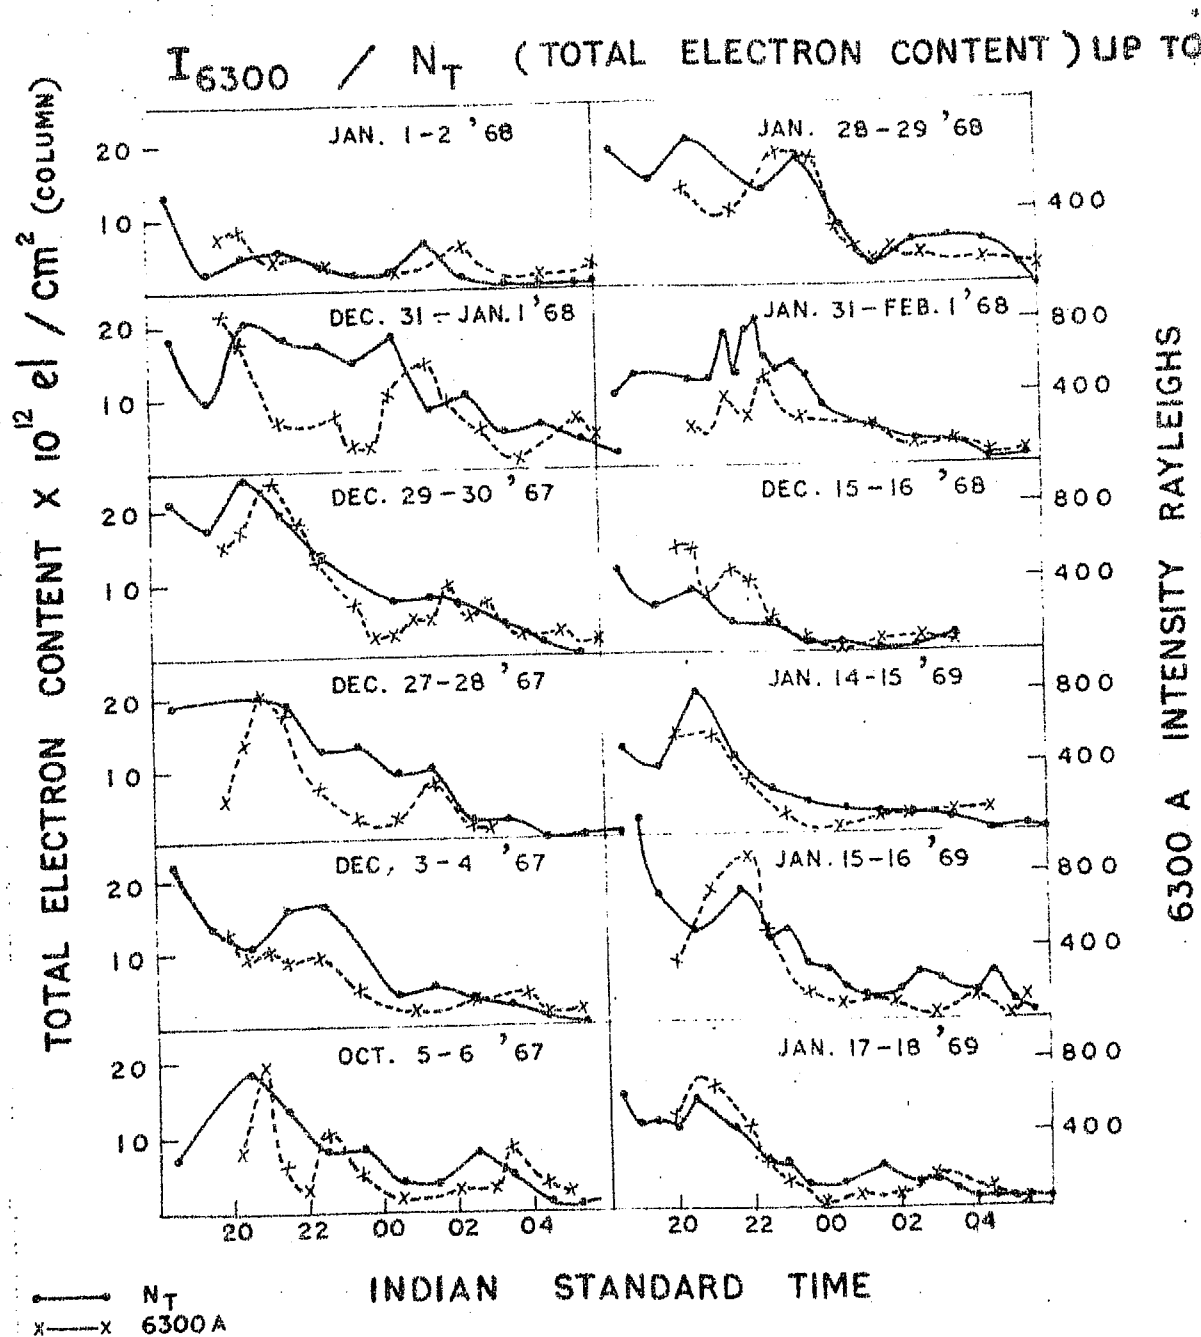 I6300 / NT (TOTAL ELECTRON CONTENT) UP TO
TOTAL ELECTRON CONTENT X 10^12 el / cm^2 (COLUMN)
JAN. 1-2 '68
20
10
JAN. 28-29 '68
400
DEC. 31-JAN.1 '68
20
10
JAN. 31-FEB.1 '68
800
400
DEC. 29-30 '67
20
10
DEC. 15-16 '68
800
400
DEC. 27-28 '67
20
10
JAN. 14-15 '69
800
400
DEC, 3-4 '67
20
10
JAN. 15-16 '69
800
400
OCT. 5-6 '67
20
10
JAN. 17-18 '69
800
400
6300 A INTENSITY RAYLEIGHS
20 22 00 02 04
20 22 00 02 04
INDIAN STANDARD TIME
NT
x——x 6300A